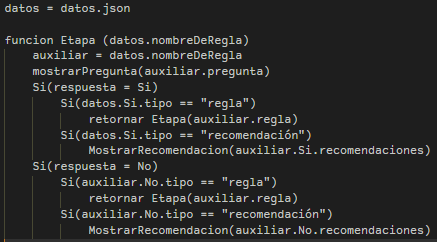 datos = datos.json
funcion Etapa (datos.nombreDeRegla)
auxiliar = datos.nombreDeRegla
mostrarPregunta(auxiliar.pregunta)
Si(respuesta = Si)
Si(datos.Si.tipo == "regla")
retornar Etapa(auxiliar.regla)
Si(datos.Si.tipo == "recomendación")
MostrarRecomendacion(auxiliar.Si.recomendaciones)
Si(respuesta = No)
Si(auxiliar.No.tipo == "regla")
retornar Etapa(auxiliar.regla)
Si(auxiliar.No.tipo == "recomendación")
MostrarRecomendacion(auxiliar.No.recomendaciones)